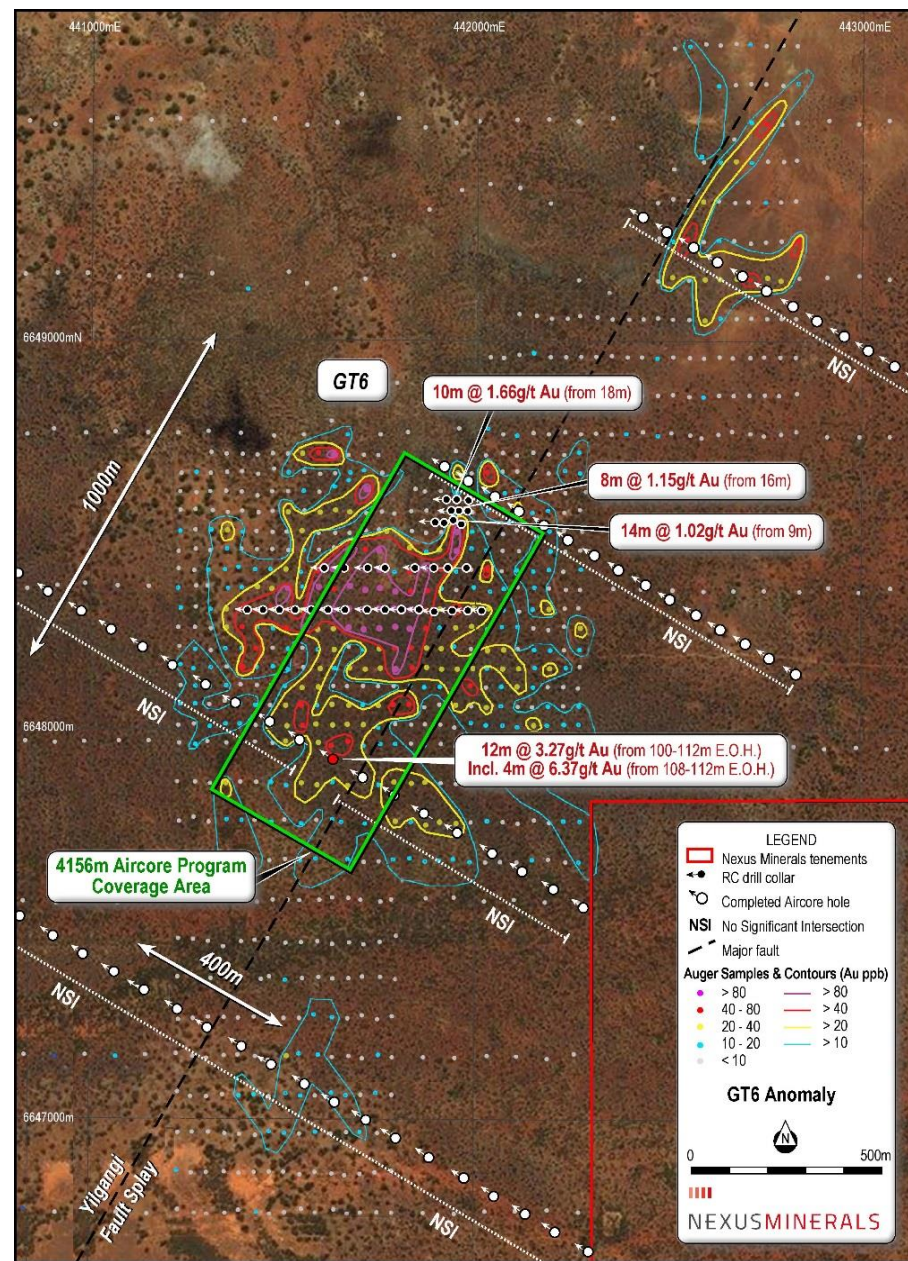 441000mE
442000mE
443000mE
6649000mN
GT6
10m @ 1.66g/t Au (from 18m)
8m @ 1.15g/t Au (from 16m)
14m @ 1.02g/t Au (from 9m)
1000m
NSI
NSI
NSI
NSI
6648000m
12m @ 3.27g/t Au (from 100-112m E.O.H.)
Incl. 4m @ 6.37g/t Au (from 108-112m E.O.H.)
4156m Aircore Program
Coverage Area
NSI
400m
6647000m
Yilgangi
Fault Splay
NSI
LEGEND
Nexus Minerals tenements
RC drill collar
Completed Aircore hole
NSI No Significant Intersection
Major fault
Auger Samples & Contours (Au ppb)
> 80 > 80
40 - 80 > 40
20 - 40 > 20
10 - 20 > 10
< 10
GT6 Anomaly
N
0 500m
NEXUSMINERALS